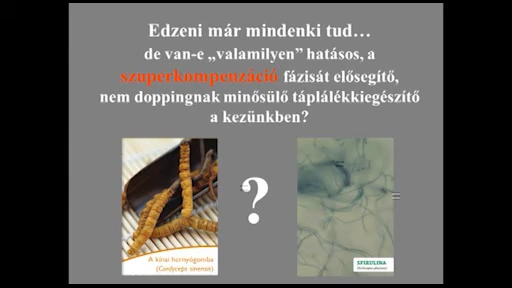 Edzeni már mindenki tud…
de van-e „valamilyen” hatásos, a
szuperkompenzáció fázisát elősegítő,
nem doppingnak minősülő táplálékkiegészítő
a kezünkben?
?
A kínai hernyógomba
(Cordyceps sinensis)
SPIRULINA